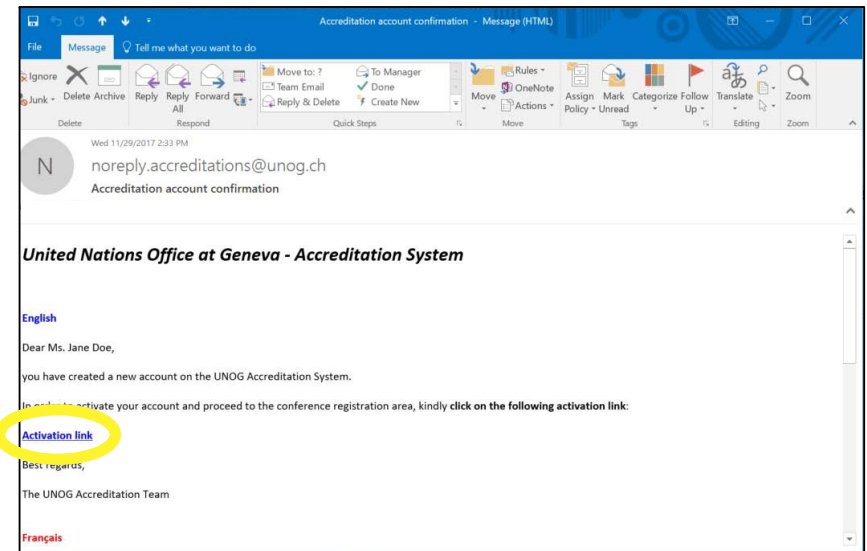 Accreditation account confirmation - Message (HTML)
File Message Tell me what you want to do
Ignore
Junk
Delete Archive
Reply Reply All Forward
Move to: ? To Manager
Team Email Done
Reply & Delete Create New
Move
Rules
OneNote
Actions
Assign Policy Mark Unread Categorize Follow Up
Translate
Zoom
Delete Respond Quick Steps Move Tags Editing Zoom
Wed 11/29/2017 2:33 PM
N
noreply.accreditations@unog.ch
Accreditation account confirmation
United Nations Office at Geneva - Accreditation System
English
Dear Ms. Jane Doe,
you have created a new account on the UNOG Accreditation System.
In order to activate your account and proceed to the conference registration area, kindly click on the following activation link:
Activation link
Best regards,
The UNOG Accreditation Team
Français